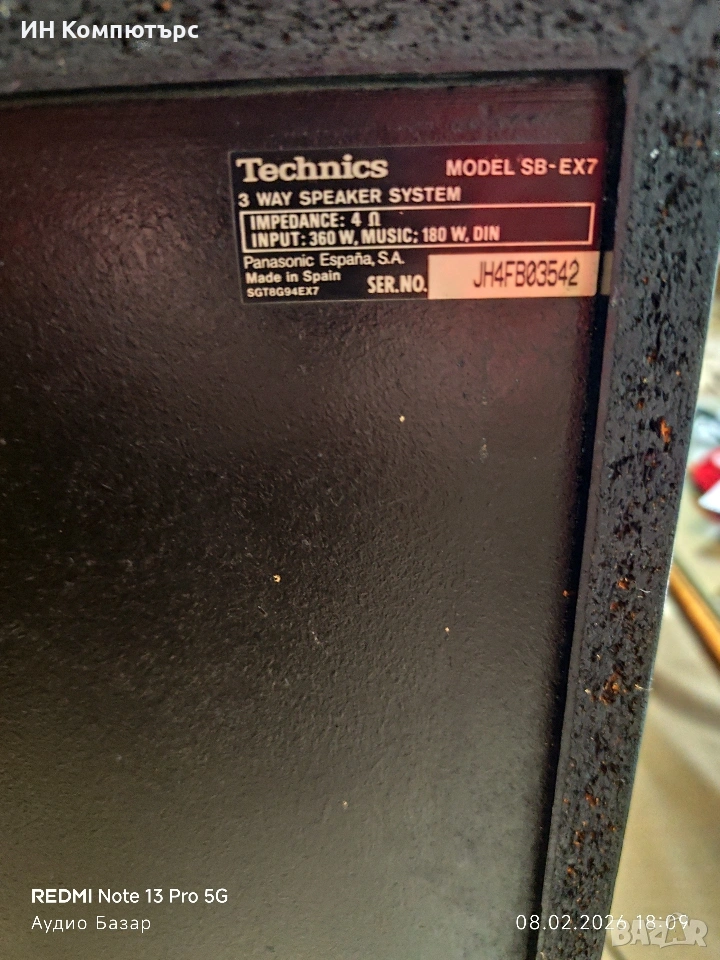 ИН Компютърс
Technics MODEL SB-EX7
3 WAY SPEAKER SYSTEM
IMPEDANCE: 4 Ω
INPUT: 360 W, MUSIC; 180 W, DIN
Panasonic España, S.A.
Made in Spain
SGT8G94EX7
SER.NO. JH4FB03542
REDMI Note 13 Pro 5G
Аудио Базар
08.02.2026 18:09
BAZAR